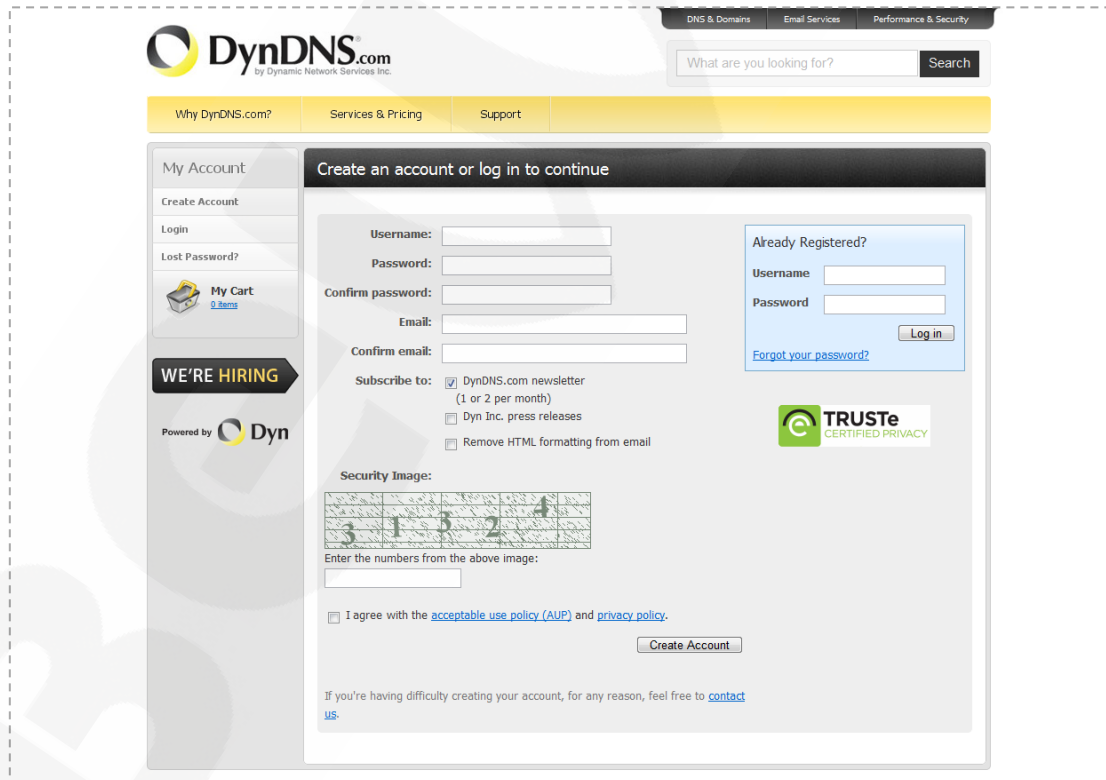 DNS & Domains
Email Services
Performance & Security
DynDNS.com
by Dynamic Network Services Inc.
What are you looking for?
Search
Why DynDNS.com?
Services & Pricing
Support
My Account
Create Account
Login
Lost Password?
My Cart
0 items
WE'RE HIRING
Powered by Dyn
Create an account or log in to continue
Username:
Password:
Confirm password:
Email:
Confirm email:
Subscribe to:
DynDNS.com newsletter
(1 or 2 per month)
Dyn Inc. press releases
Remove HTML formatting from email
Security Image:
3 1 3 2 4
Enter the numbers from the above image:
I agree with the acceptable use policy (AUP) and privacy policy.
Create Account
If you're having difficulty creating your account, for any reason, feel free to contact
us.
Already Registered?
Username
Password
Log in
Forgot your password?
TRUSTe
CERTIFIED PRIVACY